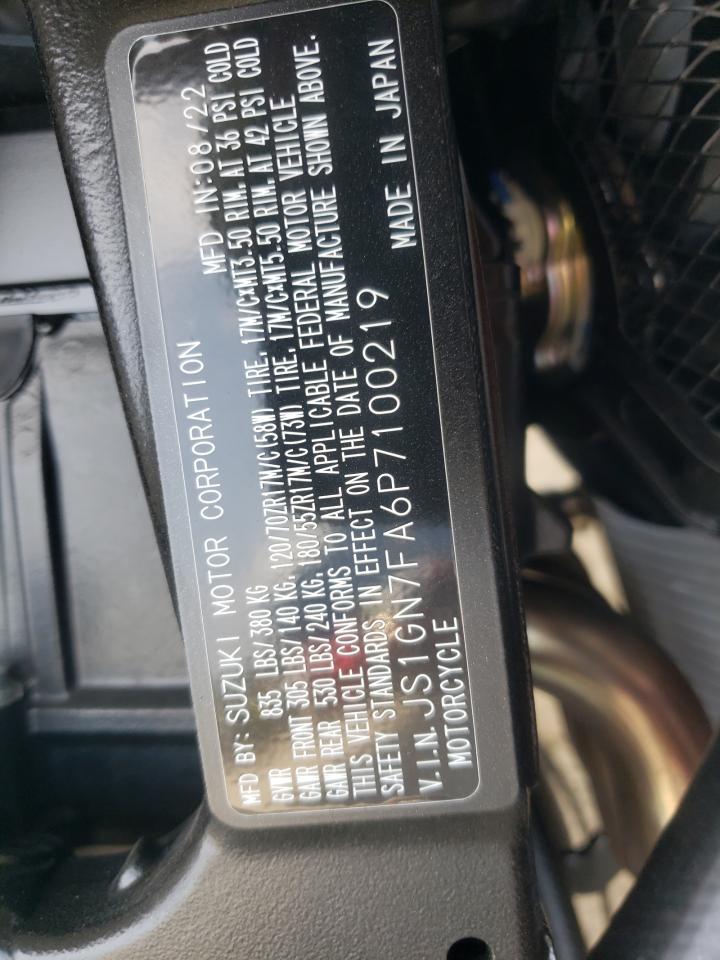 MFD BY: SUZUKI MOTOR CORPORATION MFD IN: 08/22
GVWR 835 LBS/380 KG
GAWR FRONT 305 LBS/140 KG. 120/70ZR17M/C(58W) TIRE, 17M/C×MT3.50 RIM, AT 36 PSI COLD
GAWR REAR 530 LBS/240 KG. 180/55ZR17M/C(73W) TIRE, 17M/C×MT5.50 RIM, AT 42 PSI COLD
THIS VEHICLE CONFORMS TO ALL APPLICABLE FEDERAL MOTOR VEHICLE
SAFETY STANDARDS IN EFFECT ON THE DATE OF MANUFACTURE SHOWN ABOVE.
V.I.N. JS1GN7FA6P7100219
MOTORCYCLE MADE IN JAPAN